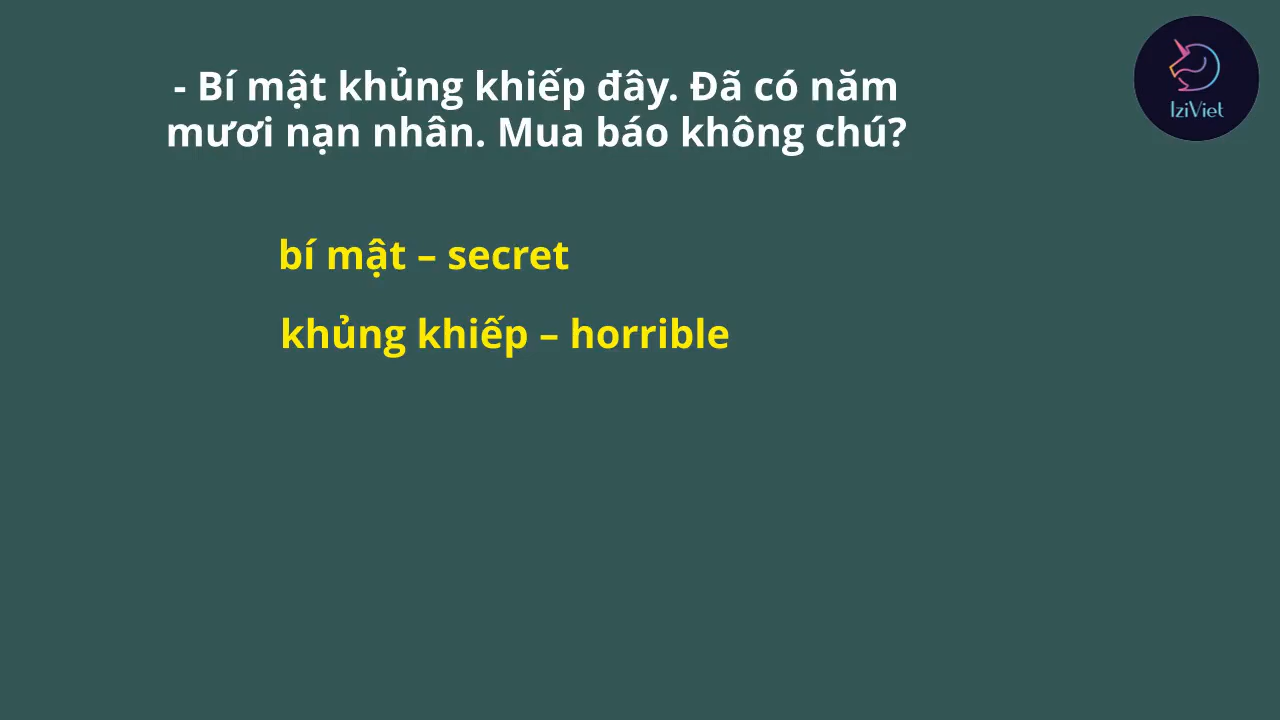 IziViet
- Bí mật khủng khiếp đây. Đã có năm
mươi nạn nhân. Mua báo không chú?
bí mật – secret
khủng khiếp – horrible